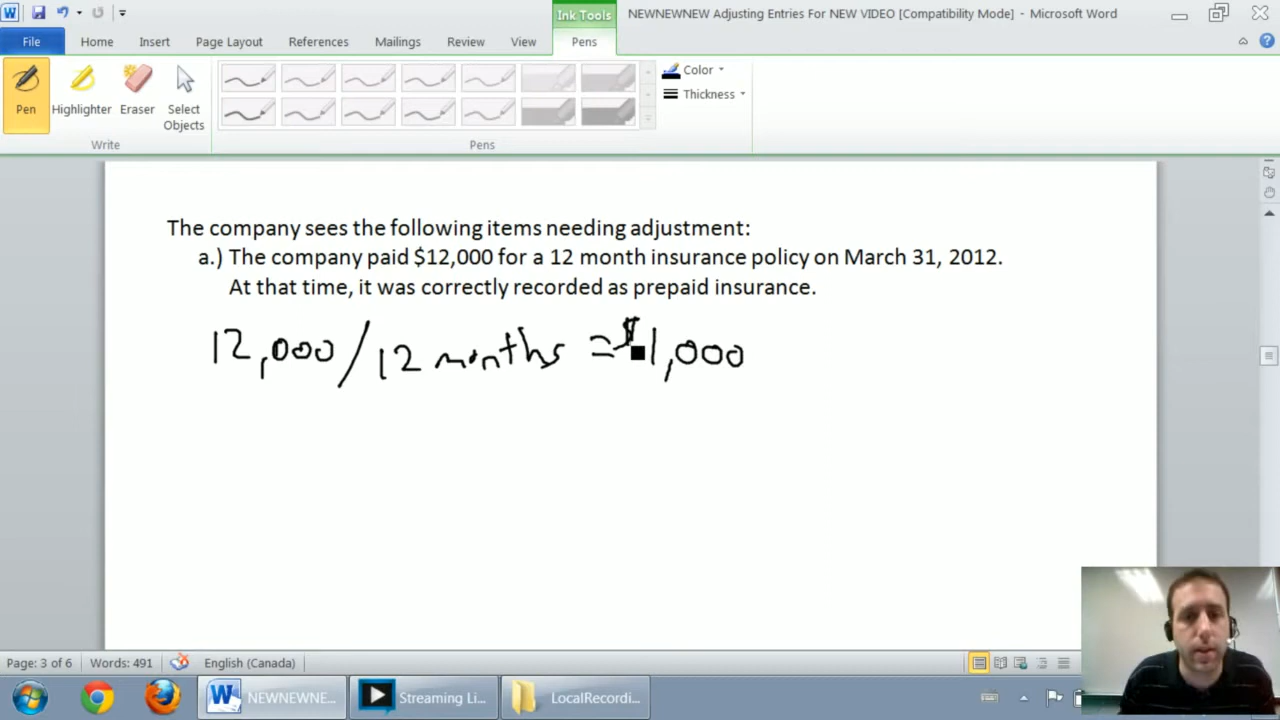 Ink Tools
NEWNEWNEW Adjusting Entries For NEW VIDEO [Compatibility Mode] - Microsoft Word
File Home Insert Page Layout References Mailings Review View Pens
Pen Highlighter Eraser Select Objects
Color
Thickness
Write Pens
The company sees the following items needing adjustment:
a.) The company paid $12,000 for a 12 month insurance policy on March 31, 2012.
At that time, it was correctly recorded as prepaid insurance.
12,000/12 months = $1,000
Page: 3 of 6 Words: 491 English (Canada)
NEWNEWNE... Streaming Li... LocalRecordi...